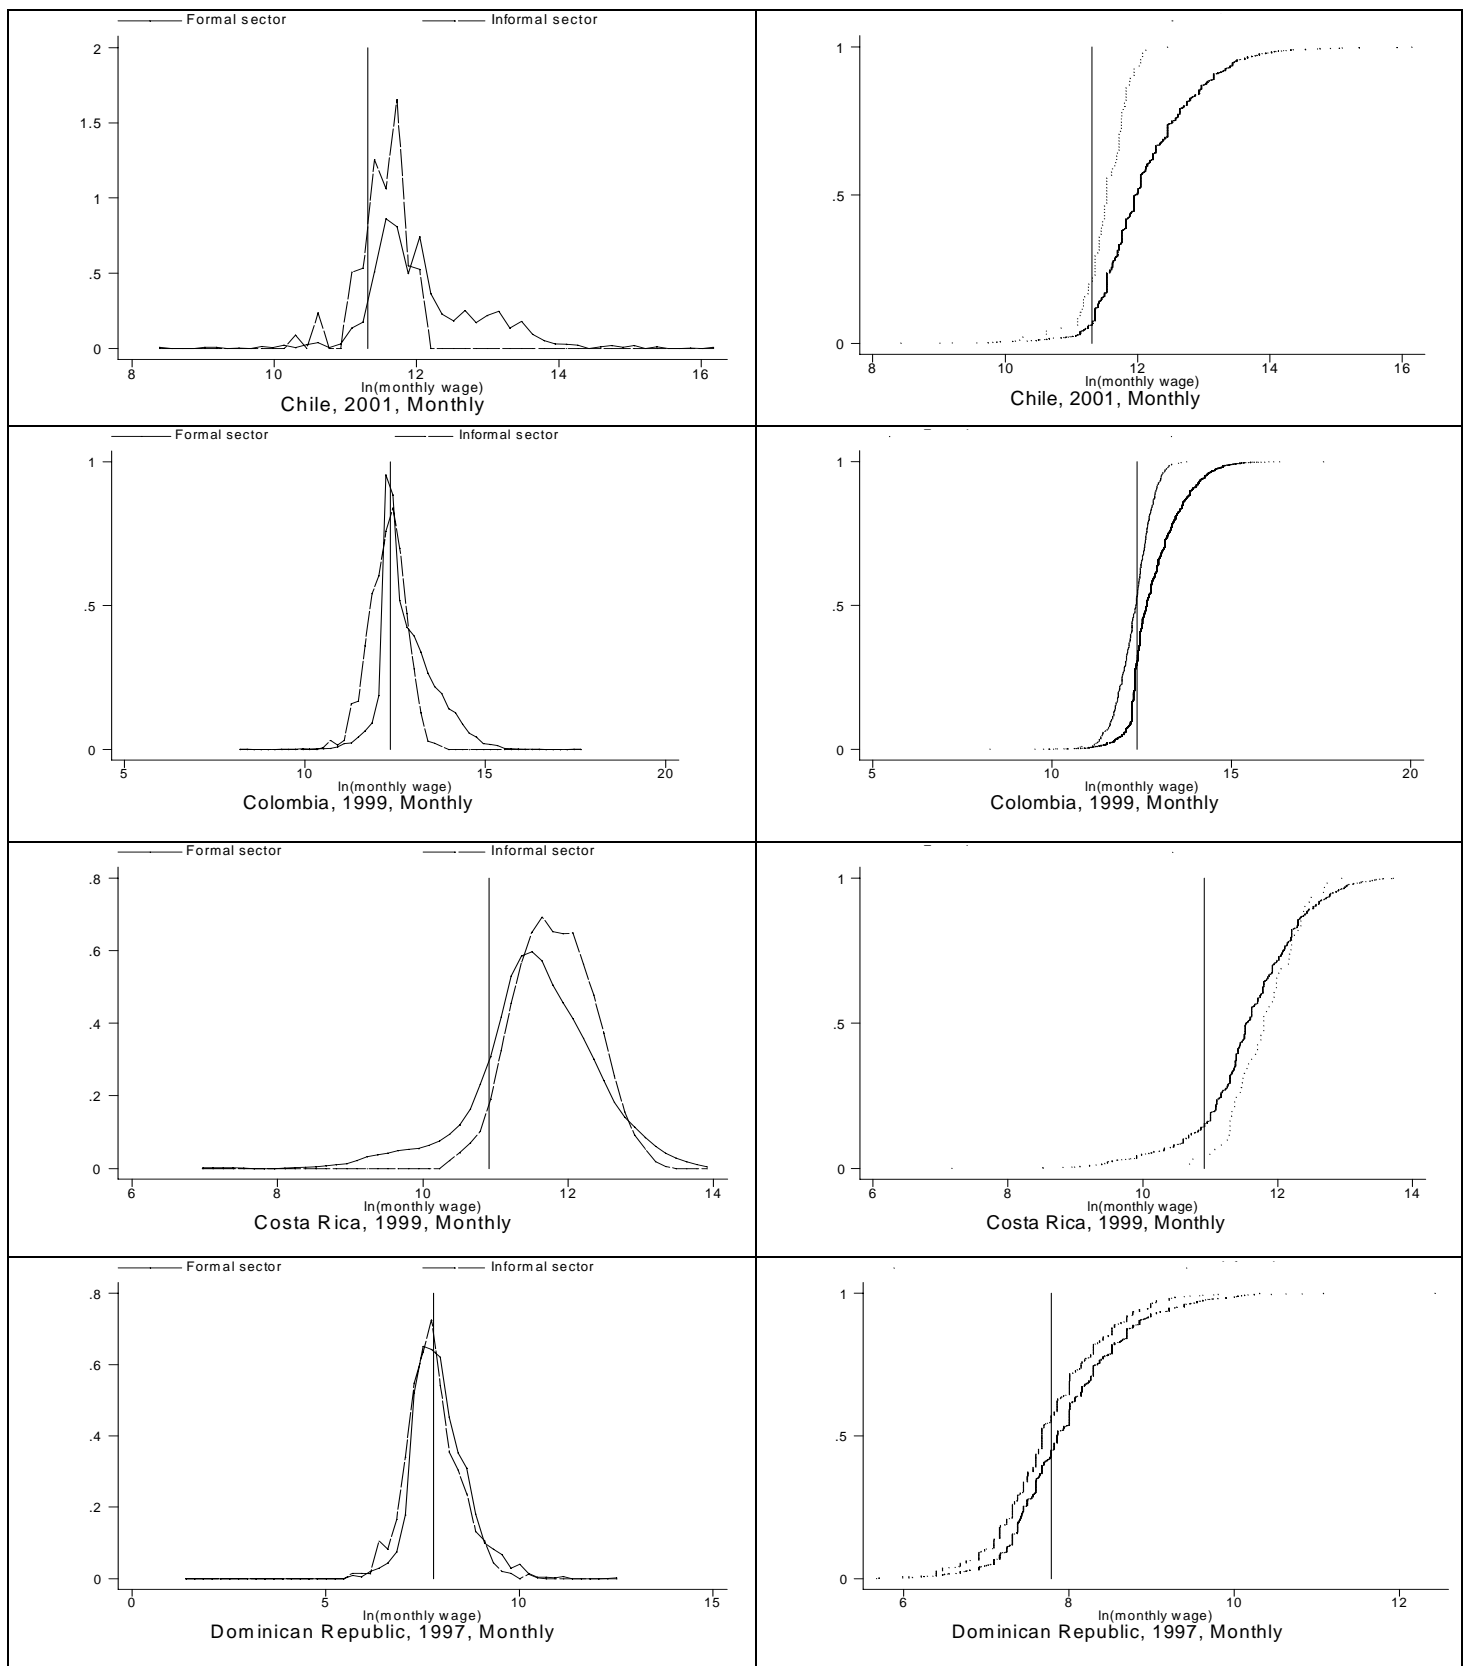 Formal sector Informal sector
2
1.5
1
.5
0
8 10 12 14 16
ln(monthly wage)
Chile, 2001, Monthly
1
.5
0
8 10 12 14 16
ln(monthly wage)
Chile, 2001, Monthly
Formal sector Informal sector
1
.5
0
5 10 15 20
ln(monthly wage)
Colombia, 1999, Monthly
1
.5
0
5 10 15 20
ln(monthly wage)
Colombia, 1999, Monthly
Formal sector Informal sector
.8
.6
.4
.2
0
6 8 10 12 14
ln(monthly wage)
Costa Rica, 1999, Monthly
1
.5
0
6 8 10 12 14
ln(monthly wage)
Costa Rica, 1999, Monthly
Formal sector Informal sector
.8
.6
.4
.2
0
0 5 10 15
ln(monthly wage)
Dominican Republic, 1997, Monthly
1
.5
0
6 8 10 12
ln(monthly wage)
Dominican Republic, 1997, Monthly